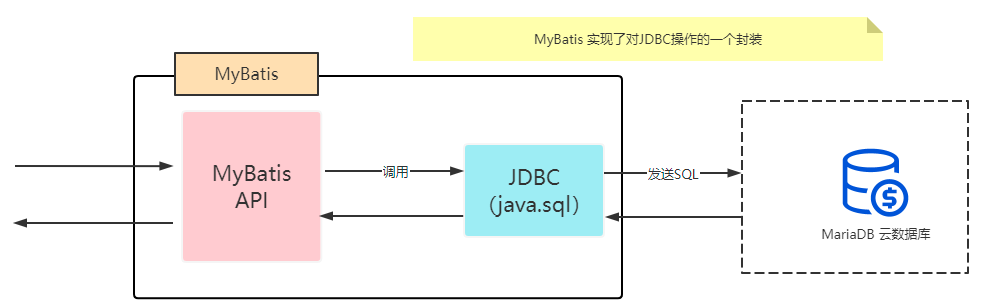 MyBatis 实现了对JDBC操作的一个封装
MyBatis
MyBatis
API
调用
JDBC
（java.sql）
发送SQL
MariaDB 云数据库